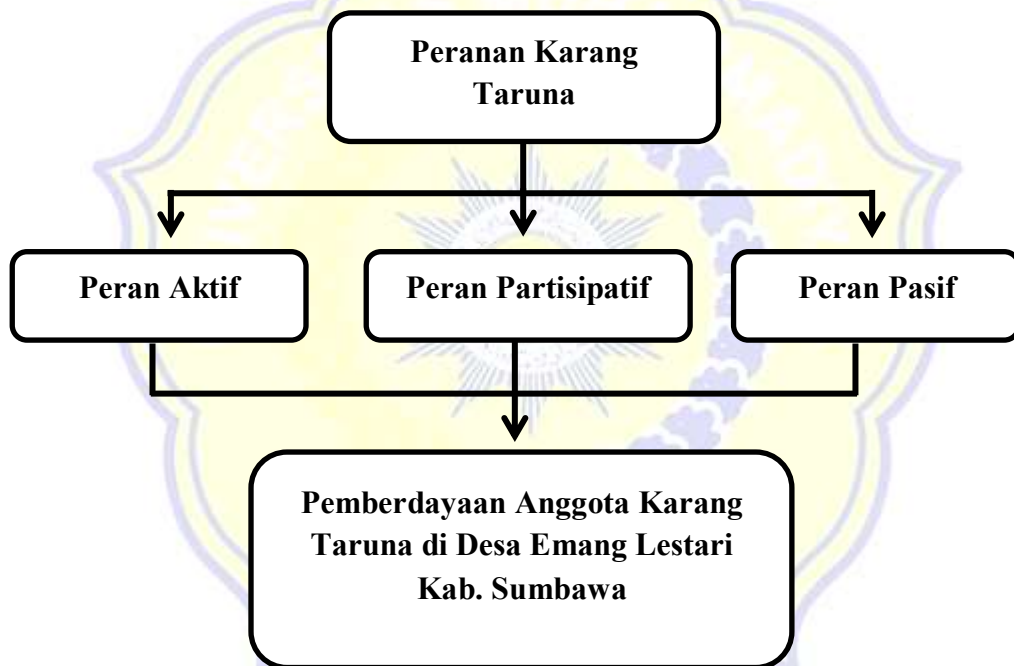 Peranan Karang
Taruna
Peran Aktif
Peran Partisipatif
Peran Pasif
Pemberdayaan Anggota Karang
Taruna di Desa Emang Lestari
Kab. Sumbawa